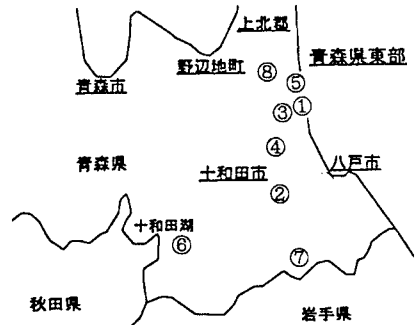 上北郡
青森県東部
野辺地町
⑧
⑤
青森市
③
①
④
青森県
十和田市
八戸市
②
十和田湖
⑥
⑦
秋田県
岩手県